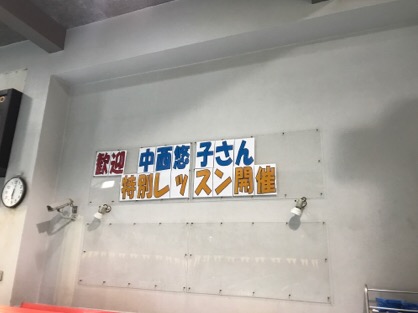 歓迎 中西悠子さん
特別レッスン開催